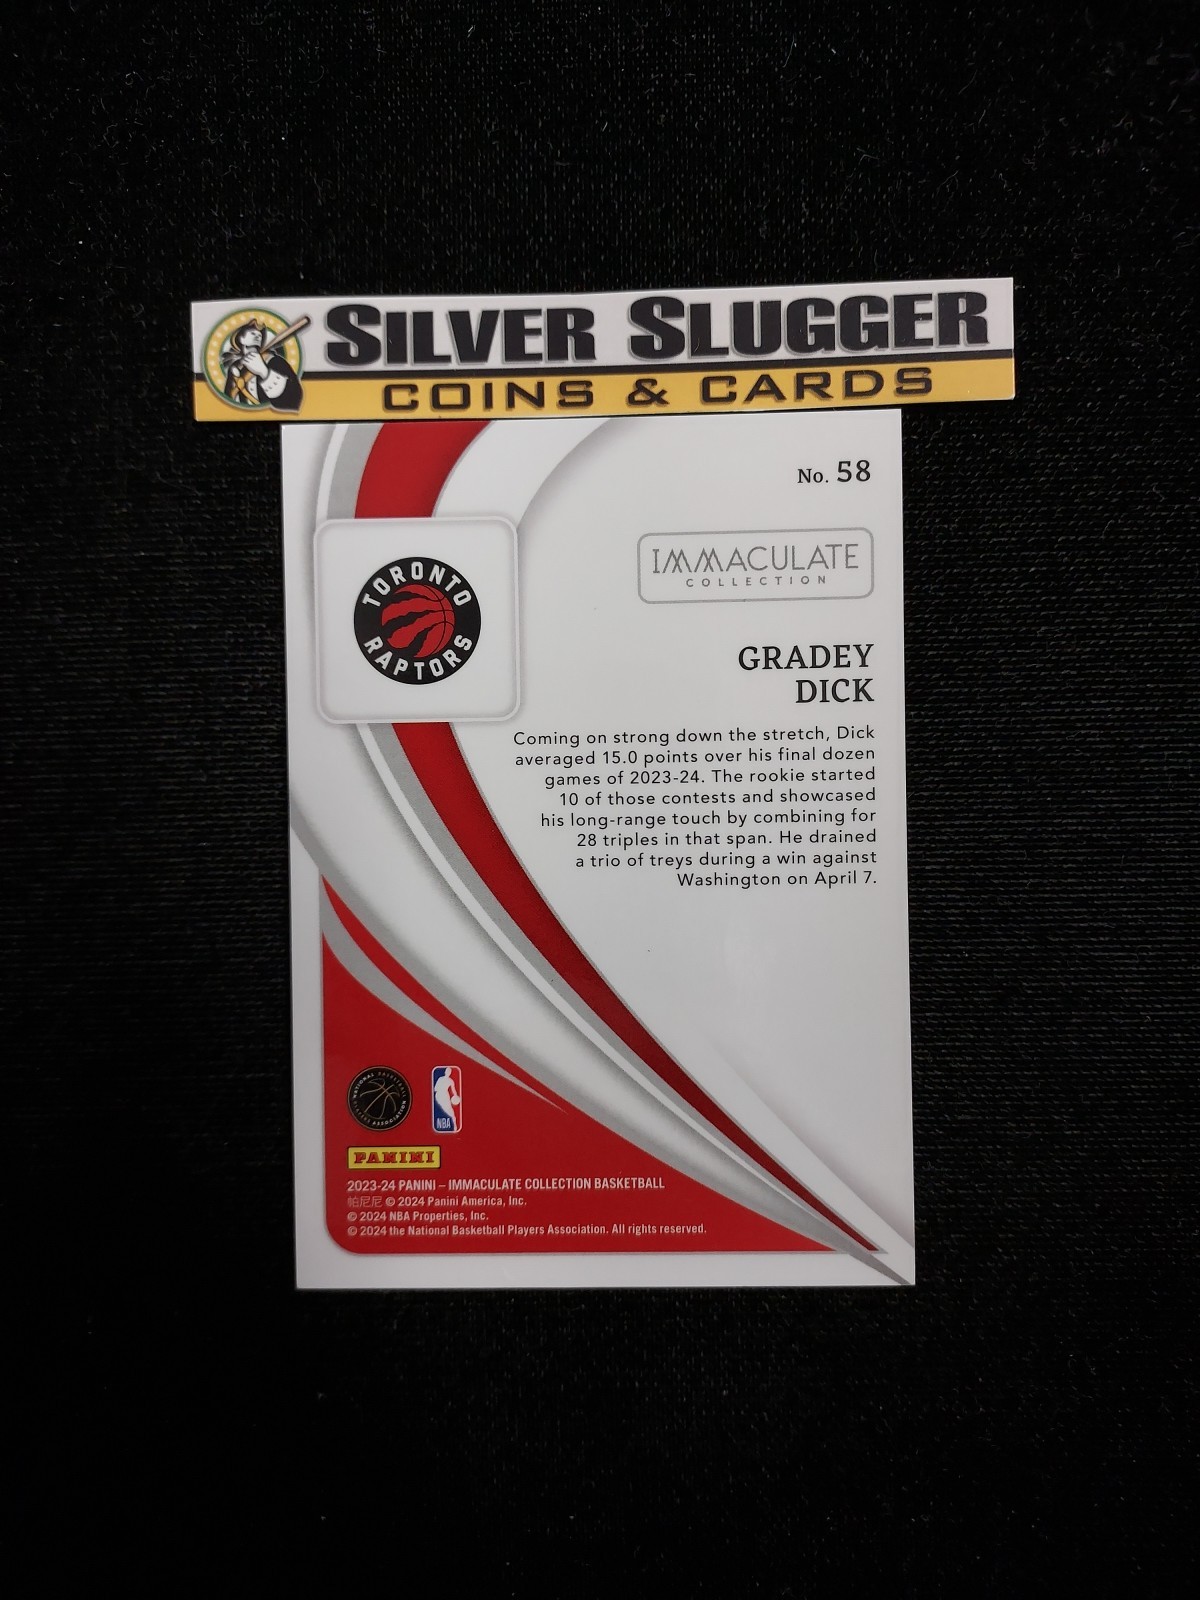 SILVER SLUGGER
COINS & CARDS
No. 58
IMMACULATE
COLLECTION
TORONTO
RAPTORS
GRADEY
DICK
Coming on strong down the stretch, Dick
averaged 15.0 points over his final dozen
games of 2023-24. The rookie started
10 of those contests and showcased
his long-range touch by combining for
28 triples in that span. He drained
a trio of treys during a win against
Washington on April 7.
NATIONAL BASKETBALL
PLAYERS ASSOCIATION
NBA
PANINI
2023-24 PANINI – IMMACULATE COLLECTION BASKETBALL
帕尼尼 © 2024 Panini America, Inc.
© 2024 NBA Properties, Inc.
© 2024 the National Basketball Players Association. All rights reserved.